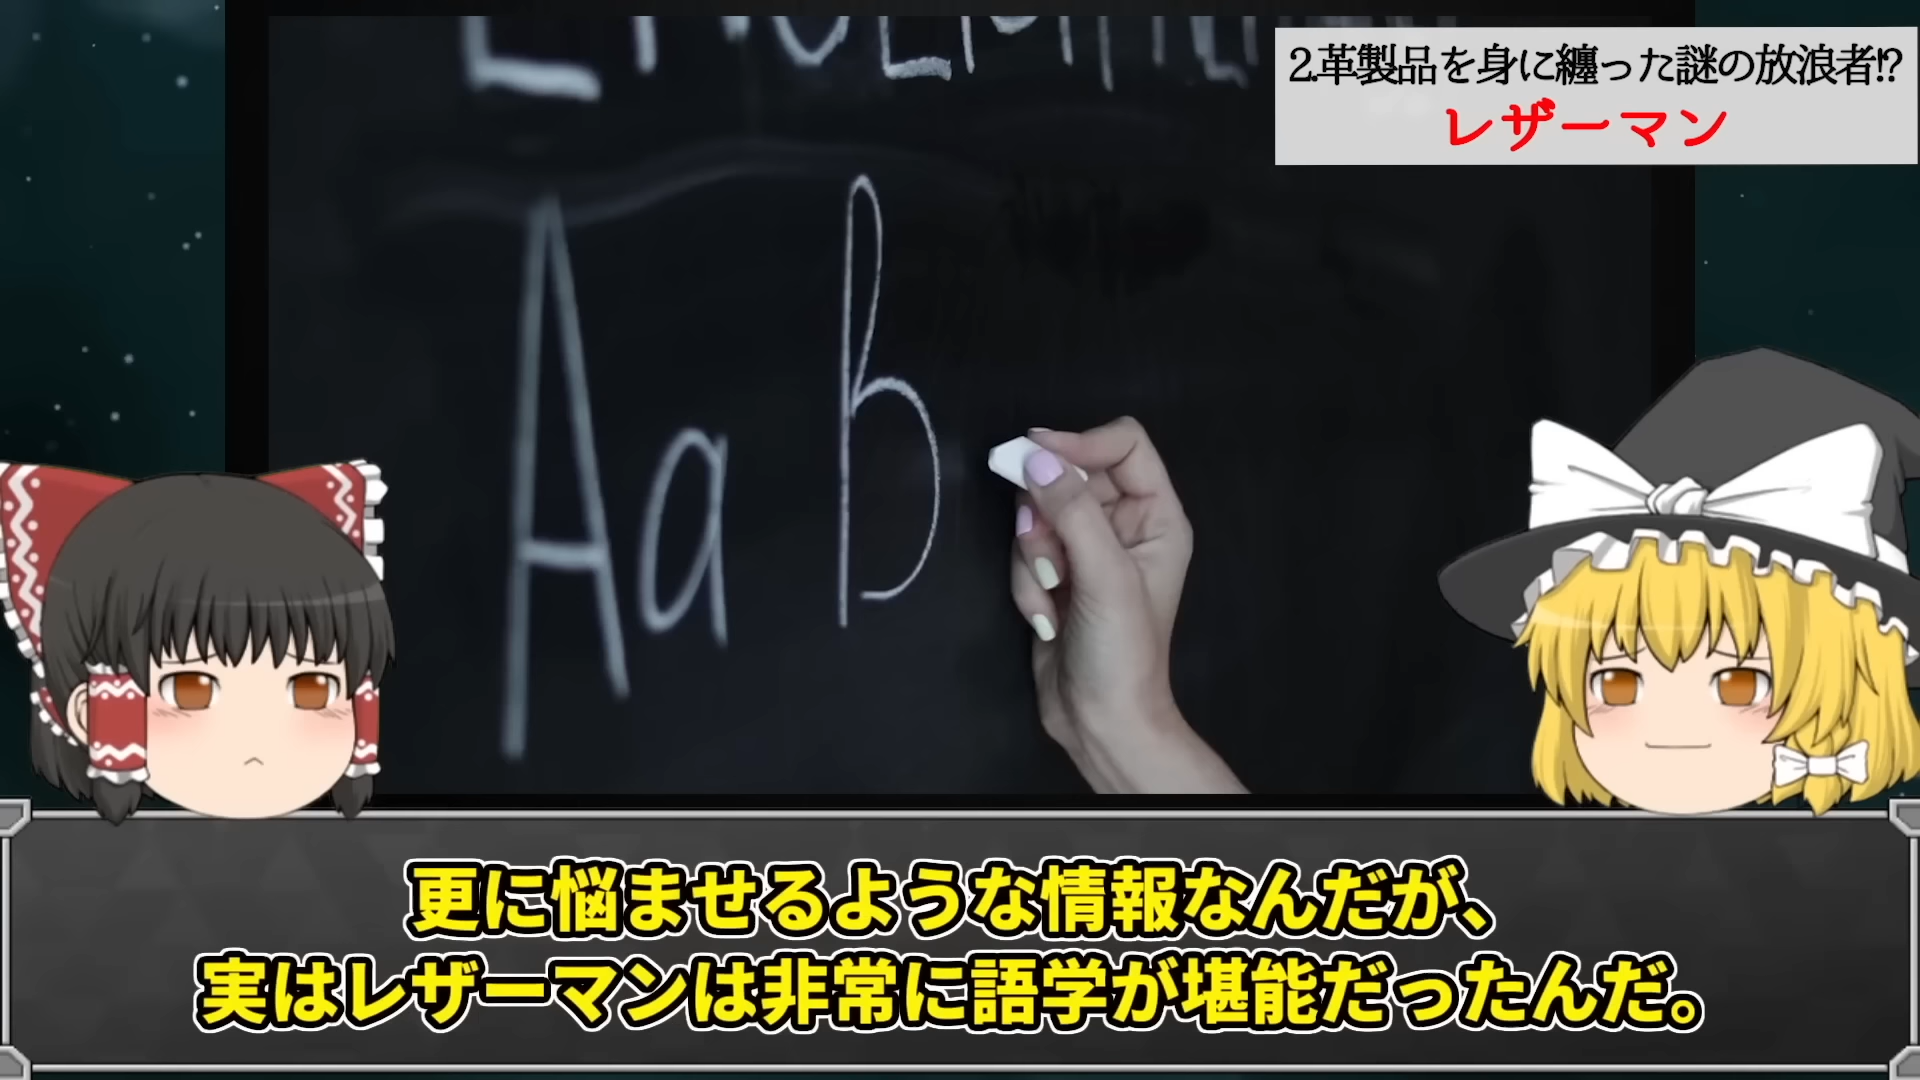 2.革製品を身に纏った謎の放浪者!?
レザーマン
Aa B
更に悩ませるような情報なんだが、
実はレザーマンは非常に語学が堪能だったんだ。